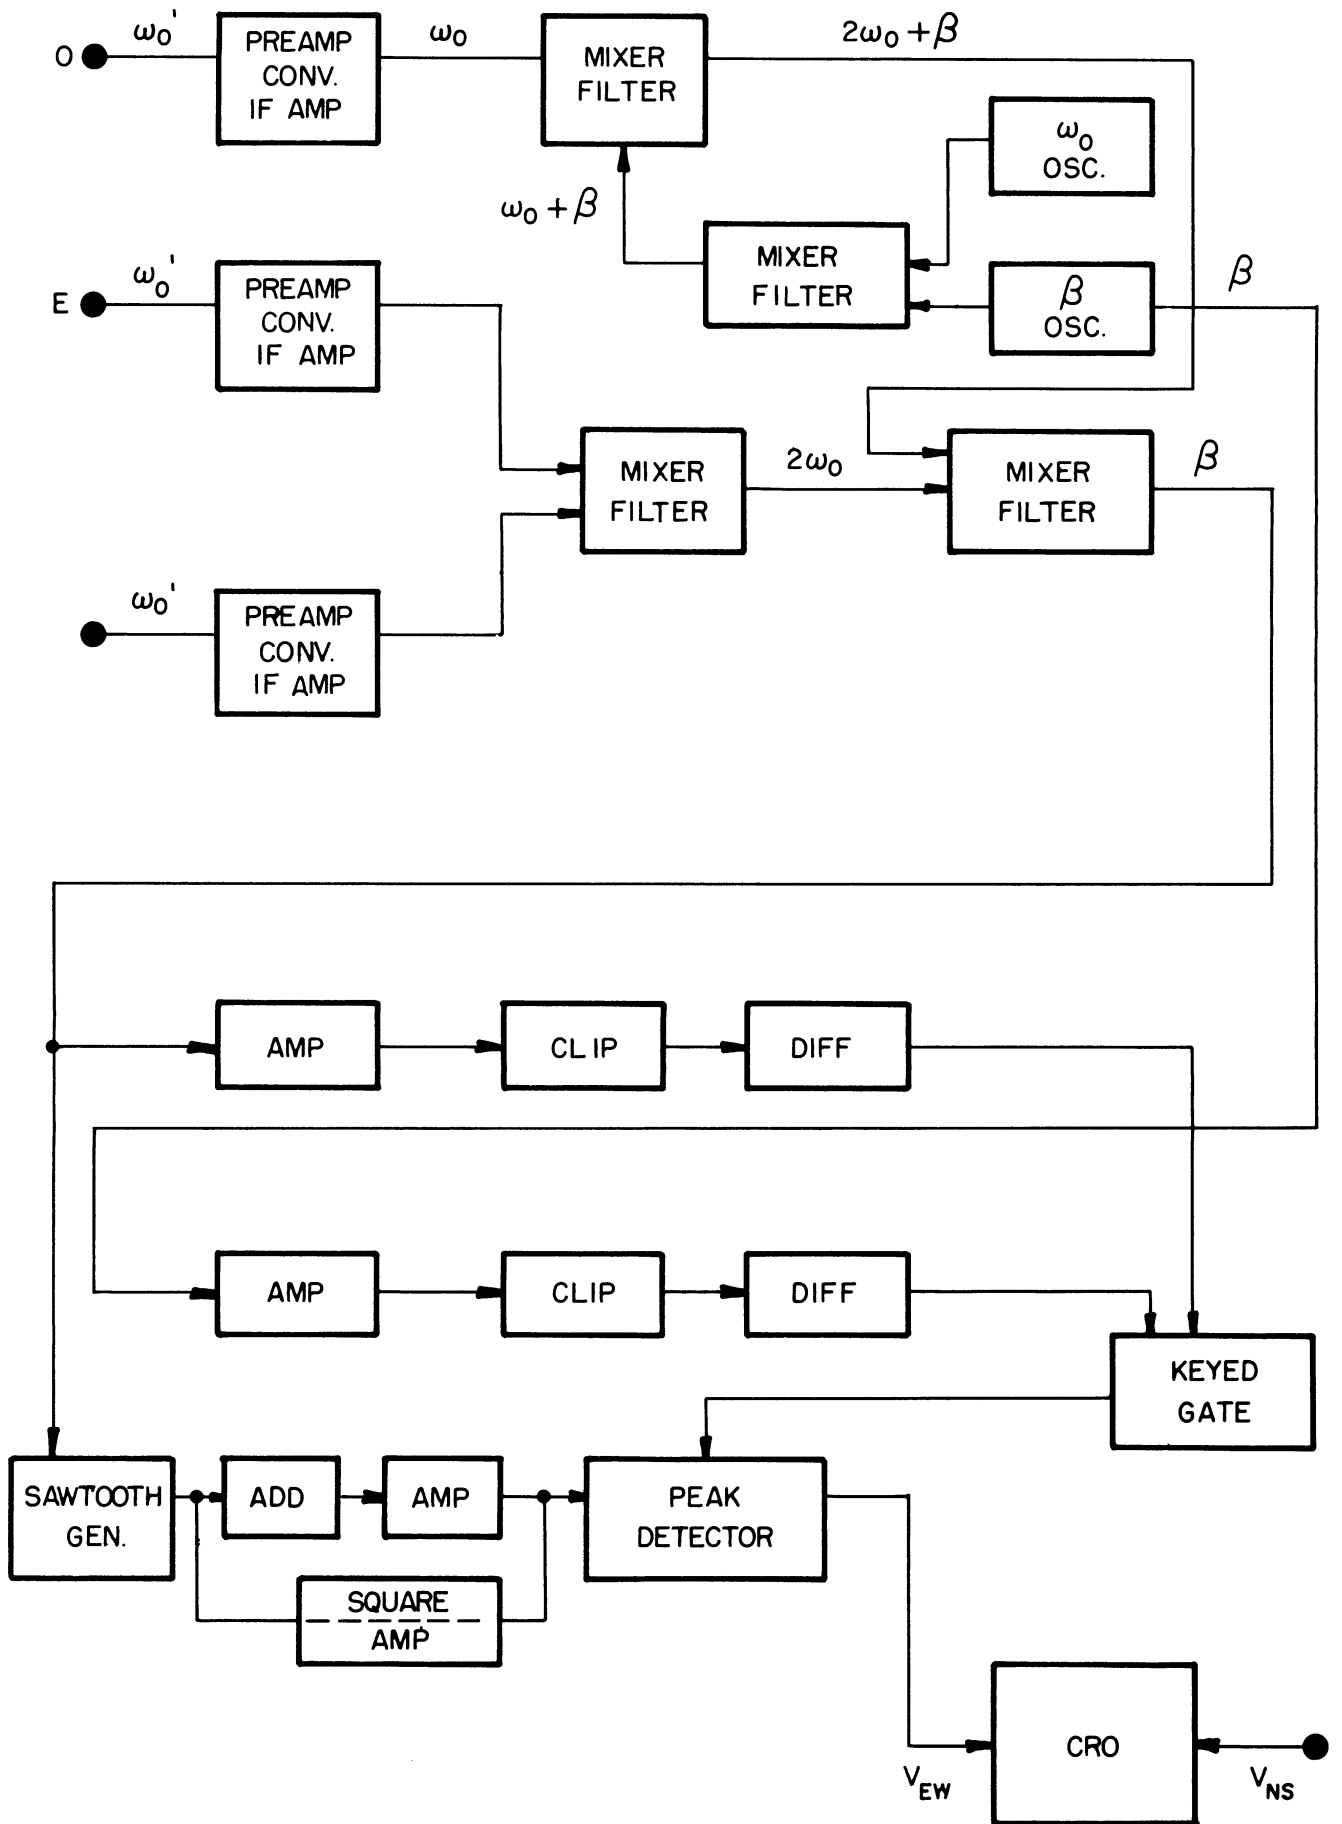 O
ω₀'
PREAMP
CONV.
IF AMP
ω₀
MIXER
FILTER
2ω₀ + β
ω₀
OSC.
ω₀ + β
MIXER
FILTER
β
OSC.
β
E
ω₀'
PREAMP
CONV.
IF AMP
MIXER
FILTER
2ω₀
MIXER
FILTER
β
ω₀'
PREAMP
CONV.
IF AMP
AMP
CLIP
DIFF
AMP
CLIP
DIFF
KEYED
GATE
SAWTOOTH
GEN.
ADD
AMP
PEAK
DETECTOR
SQUARE
AMP
CRO
V_EW
V_NS